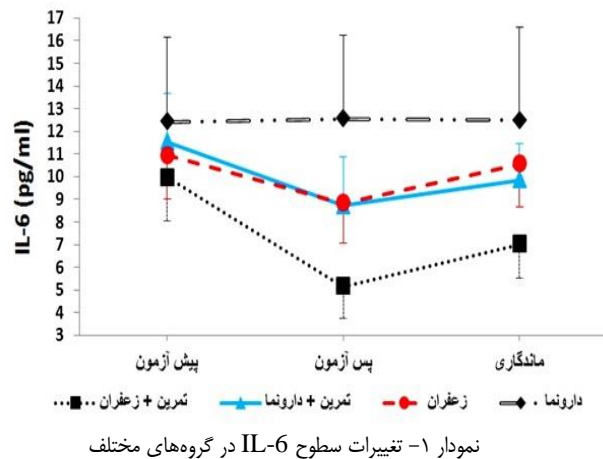 17
16
15
14
13
12
11
10
9
8
7
6
5
4
3
IL-6 (pg/ml)
پیش آزمون
پس آزمون
ماندگاری
تمرین + زعفران
تمرین + دارونما
زعفران
دارونما
نمودار ۱- تغییرات سطوح IL-6 در گروه‌های مختلف